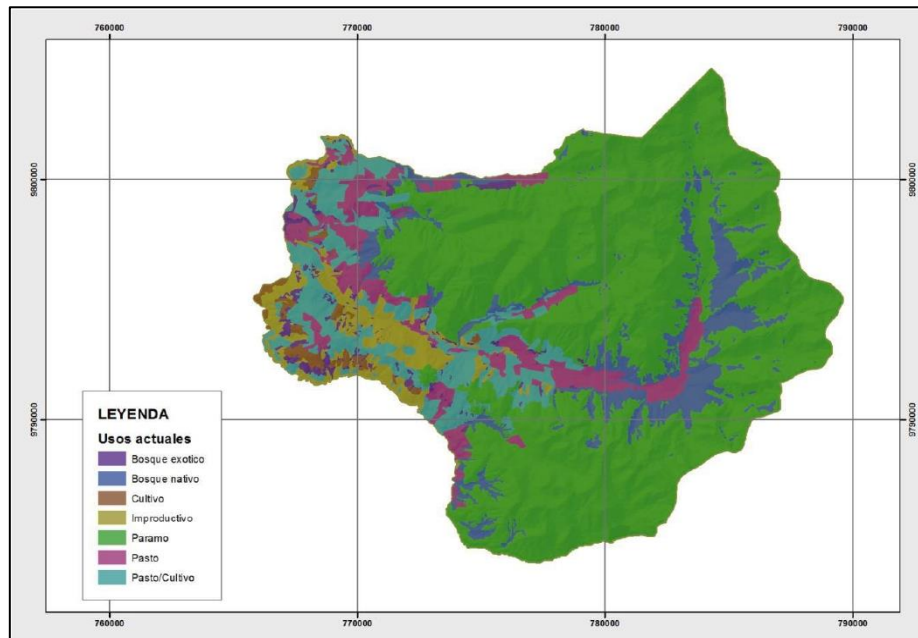 760000 770000 780000 790000
9800000 9800000
9790000 9790000
LEYENDA
Usos actuales
Bosque exotico
Bosque nativo
Cultivo
Improductivo
Paramo
Pasto
Pasto/Cultivo
760000 770000 780000 790000